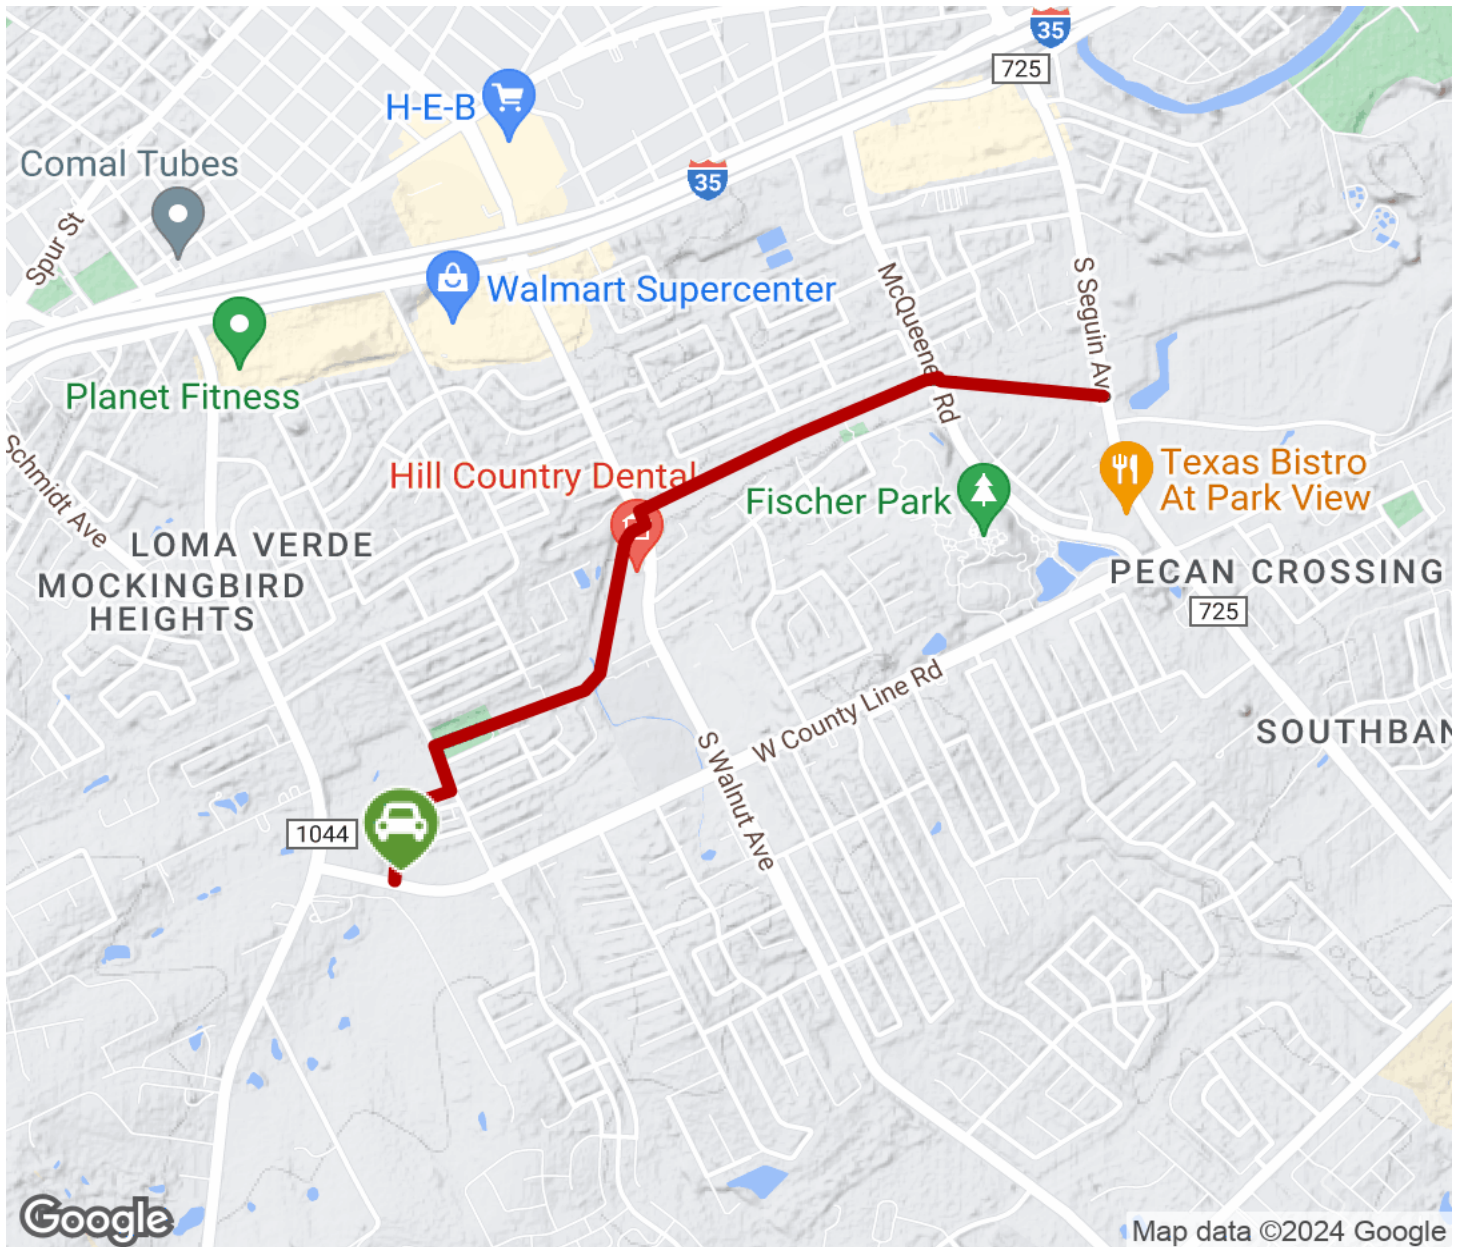 35
725
H-E-B
Comal Tubes
35
Spur St
Walmart Supercenter
McQueene
Rd
S Seguin Av
Planet Fitness
Schmidt Ave
Hill Country Dental
Fischer Park
Texas Bistro
At Park View
LOMA VERDE
MOCKINGBIRD
HEIGHTS
PECAN CROSSING
725
W County Line Rd
SOUTHBAN
S Walnut Ave
1044
Google
Map data ©2024 Google